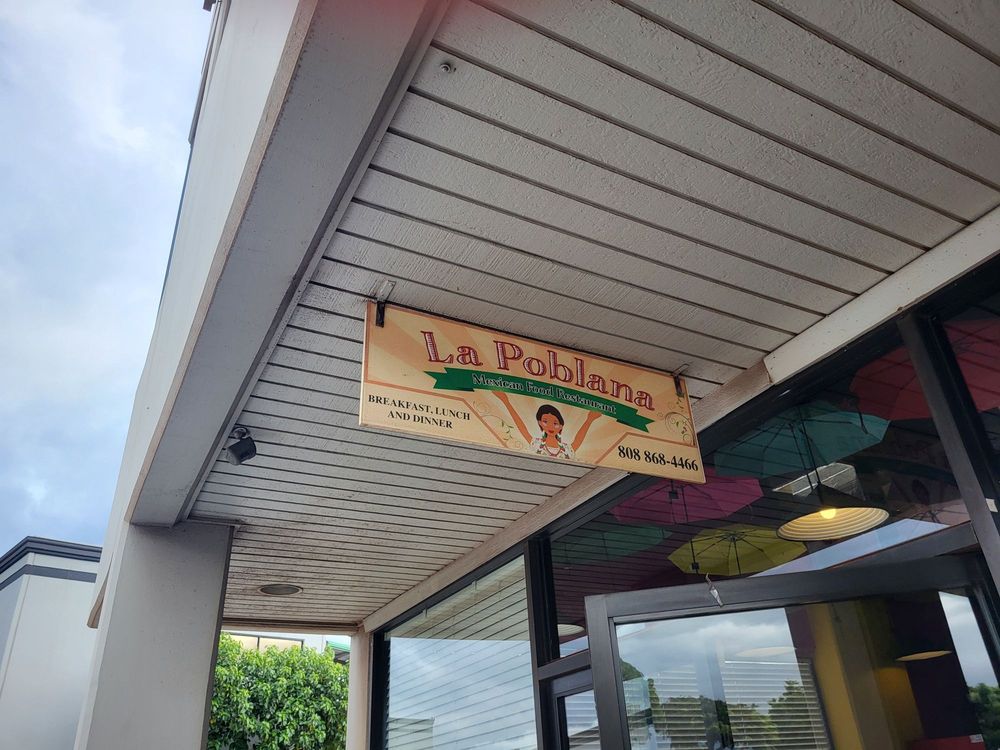 La Poblana
Mexican Food Restaurant
BREAKFAST, LUNCH
AND DINNER
808 868-4466